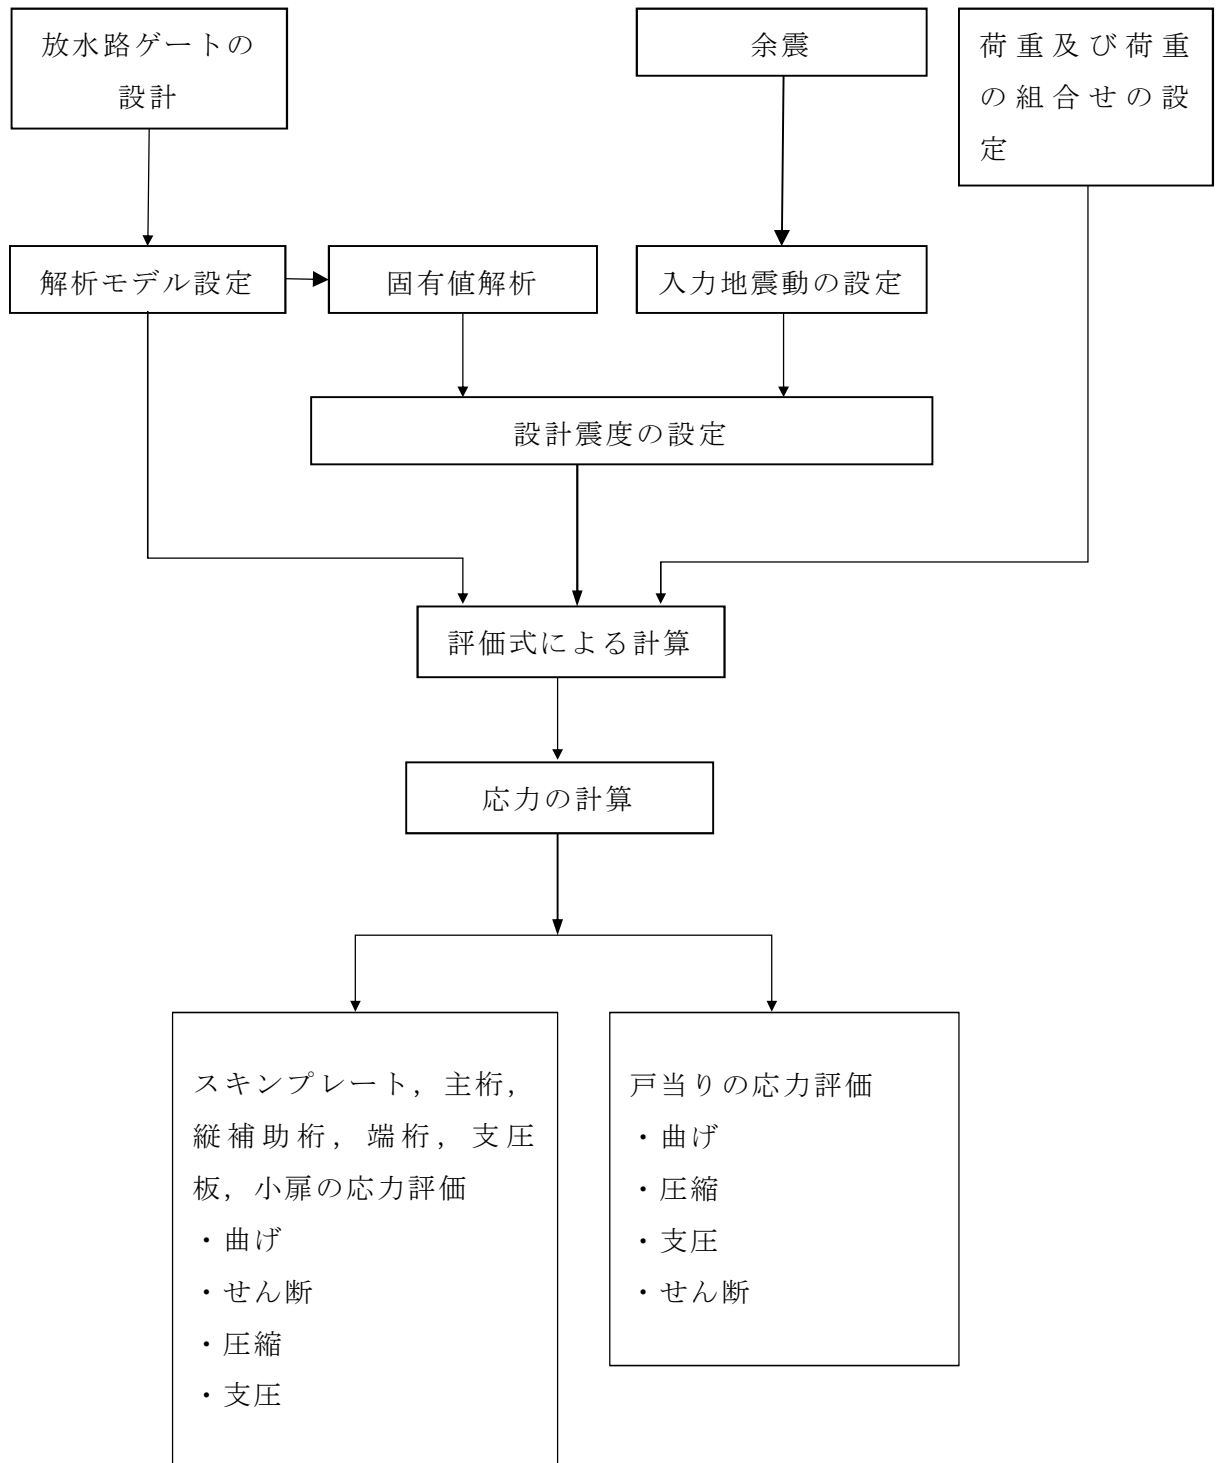 放水路ゲートの
設計
余震
荷重及び荷重
の組合せの設
定
解析モデル設定
固有値解析
入力地震動の設定
設計震度の設定
評価式による計算
応力の計算
スキンプレート，主桁，
縦補助桁，端桁，支圧
板，小扉の応力評価
・曲げ
・せん断
・圧縮
・支圧
戸当りの応力評価
・曲げ
・圧縮
・支圧
・せん断